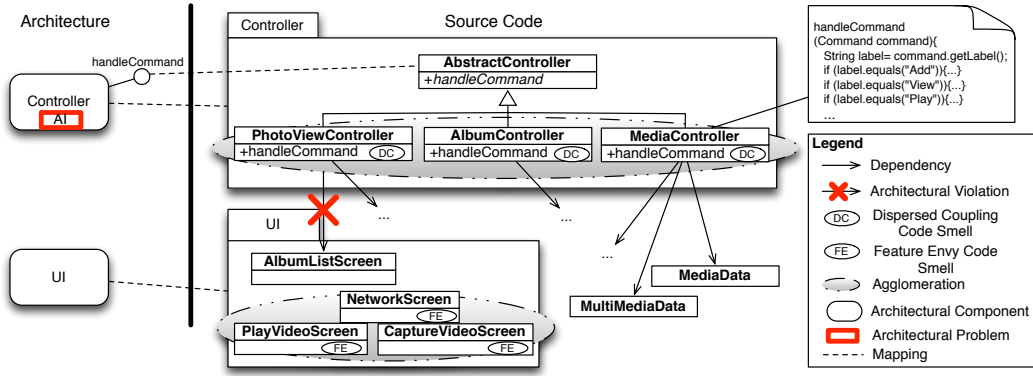 Architecture
Source Code
handleCommand
Controller
AI
UI
Controller
AbstractController
+handleCommand
PhotoViewController
+handleCommand DC
AlbumController
+handleCommand DC
MediaController
+handleCommand DC
...
...
...
UI
AlbumListScreen
NetworkScreen
FE
PlayVideoScreen
FE
CaptureVideoScreen
FE
MultiMediaData
MediaData
handleCommand
(Command command){
String label= command.getLabel();
if (label.equals("Add")){...}
if (label.equals("View")){...}
if (label.equals("Play")){...}
...
Legend
Dependency
Architectural Violation
DC Dispersed Coupling
Code Smell
FE Feature Envy Code
Smell
Agglomeration
Architectural Component
Architectural Problem
Mapping